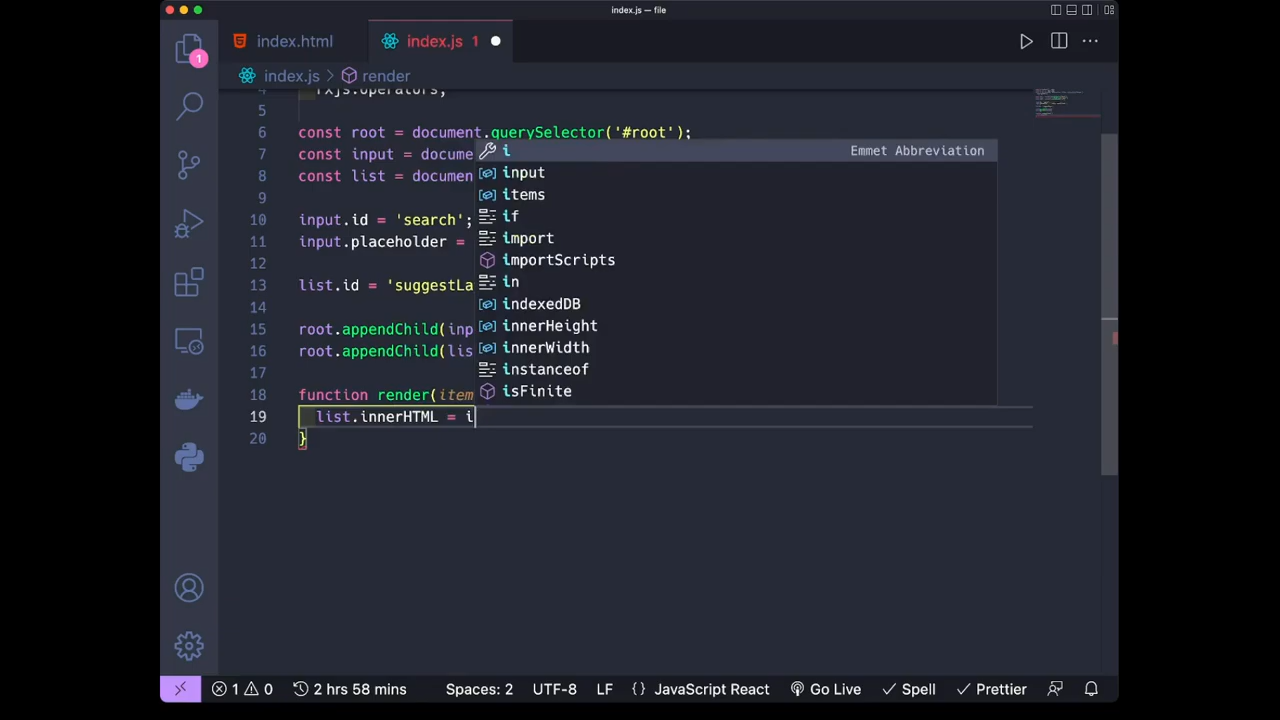 index.js — file
index.html
index.js 1
1
index.js > render
4 rxjs.operators;
5
6 const root = document.querySelector('#root');
7 const input = docume
8 const list = documen
9
10 input.id = 'search';
11 input.placeholder =
12
13 list.id = 'suggestLa
14
15 root.appendChild(inp
16 root.appendChild(lis
17
18 function render(item
19 list.innerHTML = i
20 }
i Emmet Abbreviation
input
items
if
import
importScripts
in
indexedDB
innerHeight
innerWidth
instanceof
isFinite
1 0 2 hrs 58 mins Spaces: 2 UTF-8 LF {} JavaScript React Go Live Spell Prettier